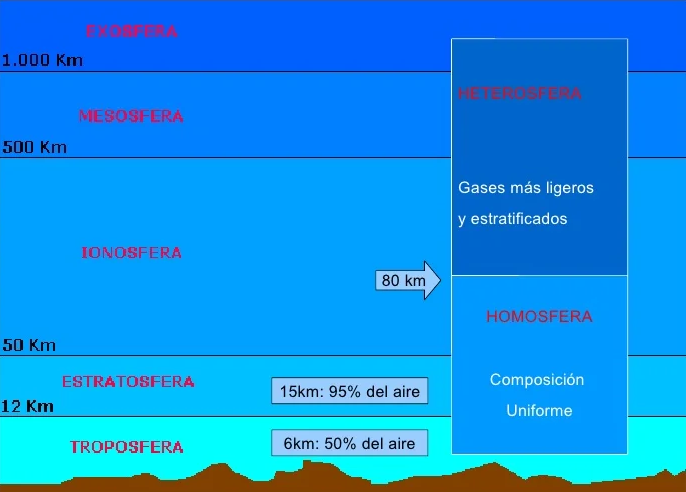 EXOSFERA
1.000 Km
MESOSFERA
500 Km
IONOSFERA
50 Km
ESTRATOSFERA
12 Km
TROPOSFERA
80 km
15km: 95% del aire
6km: 50% del aire
HETEROSFERA
Gases más ligeros
y estratificados
HOMOSFERA
Composición
Uniforme